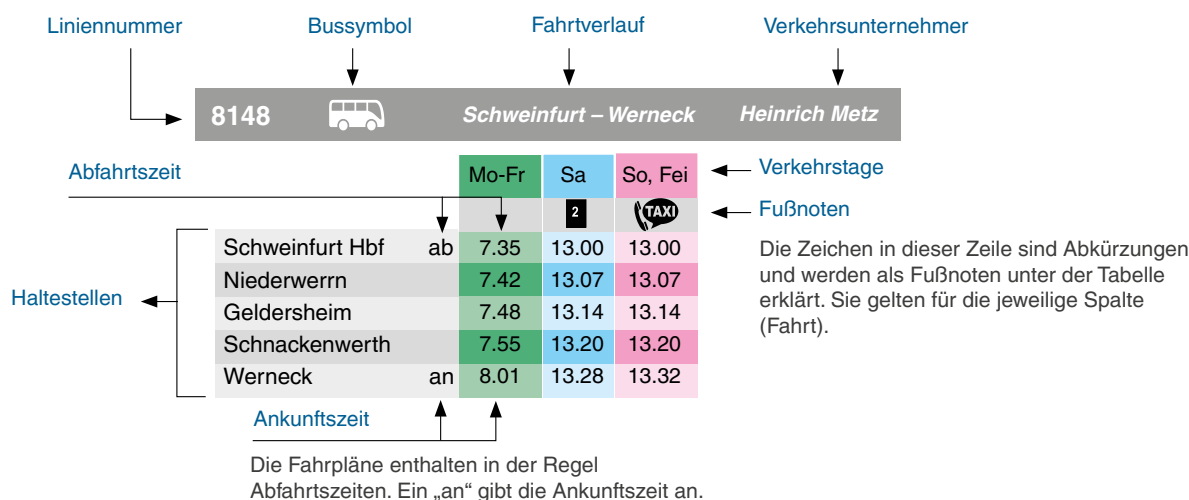 Liniennummer Bussymbol Fahrtverlauf Verkehrsunternehmer
8148 Schweinfurt – Werneck Heinrich Metz
Abfahrtszeit Mo-Fr Sa So, Fei Verkehrstage
2 TAXI Fußnoten
Die Zeichen in dieser Zeile sind Abkürzungen
und werden als Fußnoten unter der Tabelle
erklärt. Sie gelten für die jeweilige Spalte
(Fahrt).
Haltestellen
Schweinfurt Hbf ab 7.35 13.00 13.00
Niederwerrn 7.42 13.07 13.07
Geldersheim 7.48 13.14 13.14
Schnackenwerth 7.55 13.20 13.20
Werneck an 8.01 13.28 13.32
Ankunftszeit
Die Fahrpläne enthalten in der Regel
Abfahrtszeiten. Ein „an“ gibt die Ankunftszeit an.